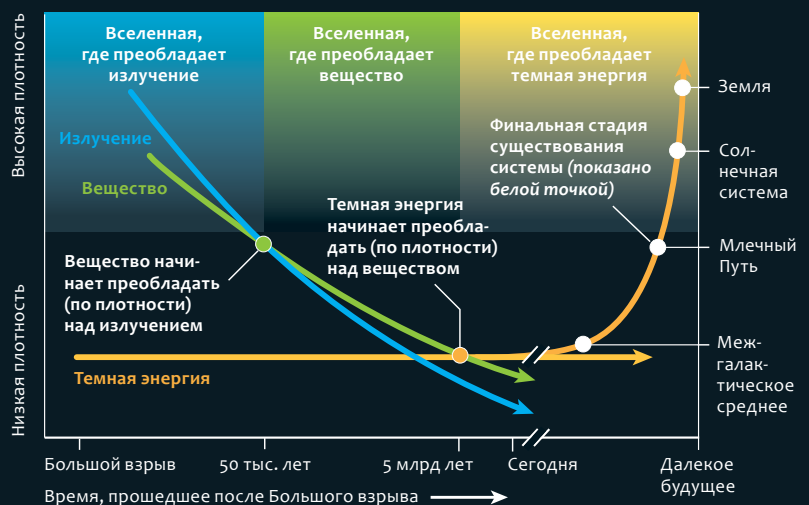 Высокая плотность
Низкая плотность
Вселенная,
где преобладает
излучение
Вселенная,
где преобладает
вещество
Вселенная,
где преобладает
темная энергия
Излучение
Вещество
Вещество начи-
нает преобладать
(по плотности)
над излучением
Темная энергия
начинает преобла-
дать (по плотности)
над веществом
Финальная стадия
существования
системы (показано
белой точкой)
Темная энергия
Земля
Сол-
нечная
система
Млечный
Путь
Меж-
галак-
тическое
среднее
Большой взрыв
50 тыс. лет
5 млрд лет
Сегодня
Далекое
будущее
Время, прошедшее после Большого взрыва